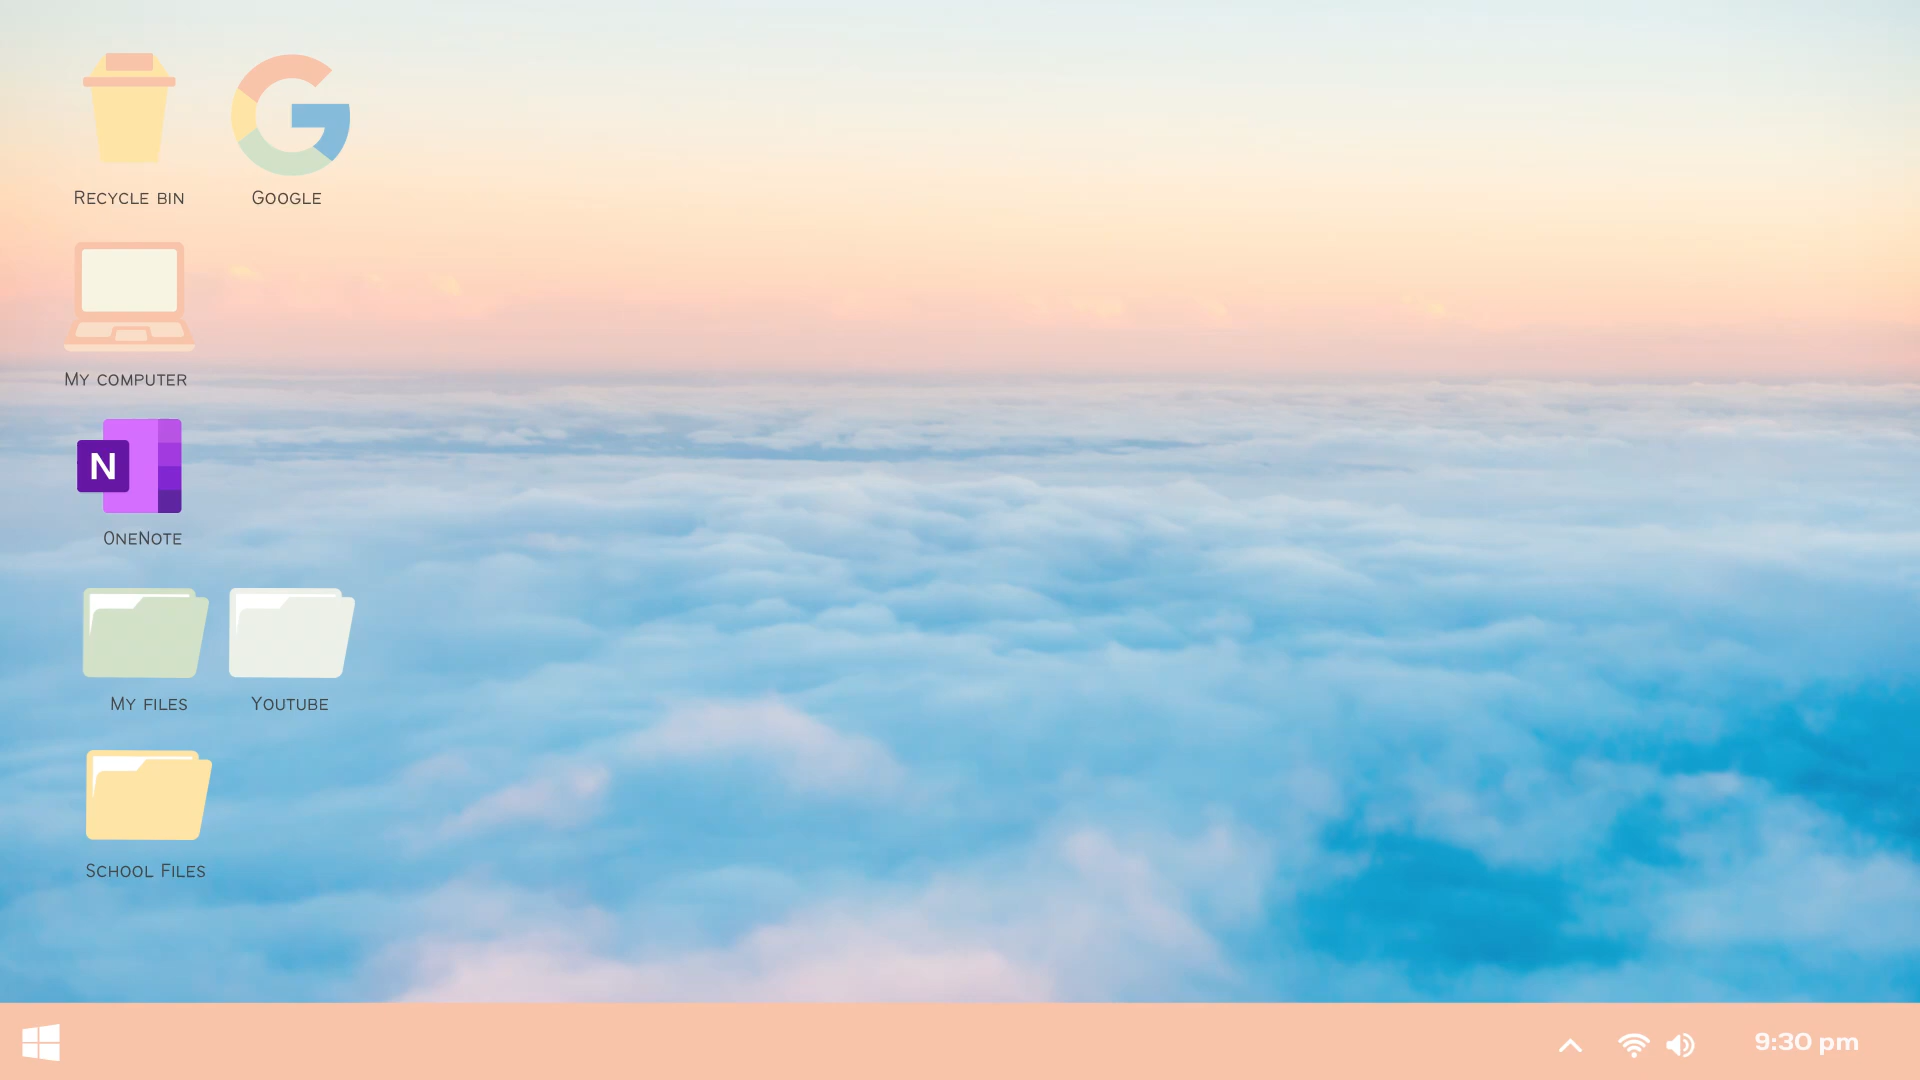 Recycle bin
Google
My computer
N
OneNote
My files
Youtube
School Files
9:30 pm